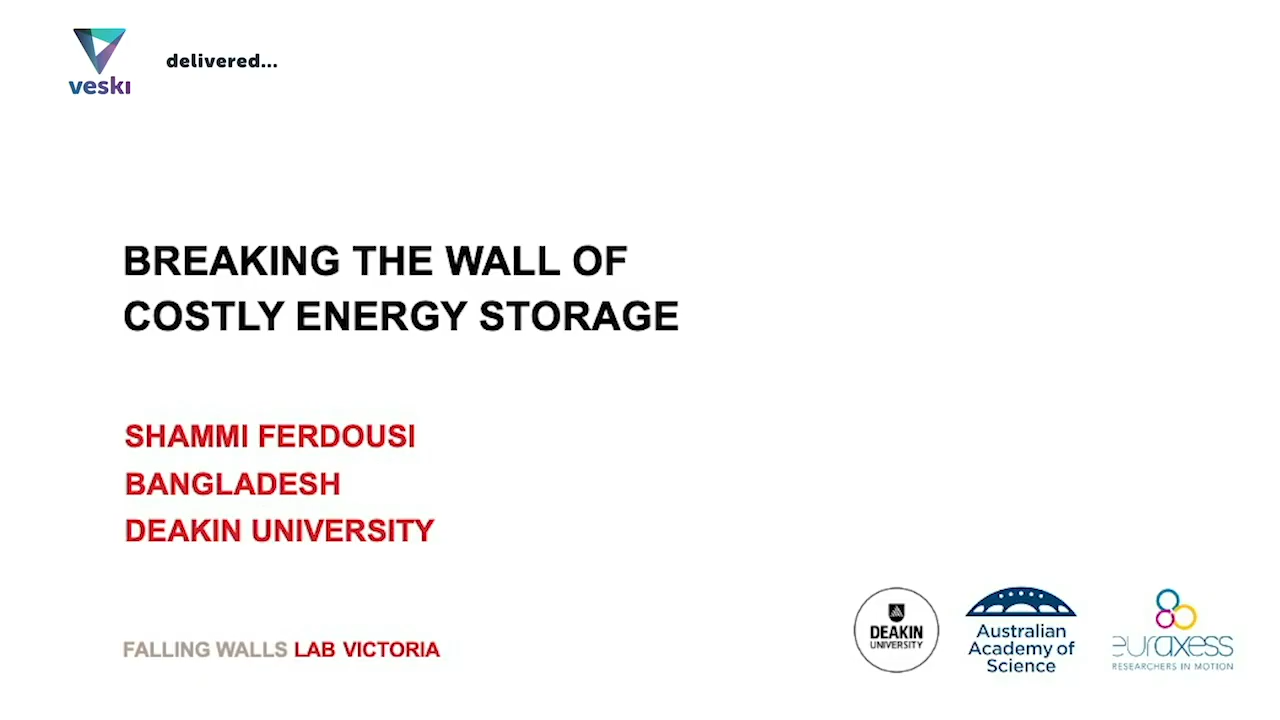 veski
delivered...
BREAKING THE WALL OF
COSTLY ENERGY STORAGE
SHAMMI FERDOUSI
BANGLADESH
DEAKIN UNIVERSITY
FALLING WALLS LAB VICTORIA
DEAKIN
UNIVERSITY
Australian
Academy of
Science
euraxess
RESEARCHERS IN MOTION